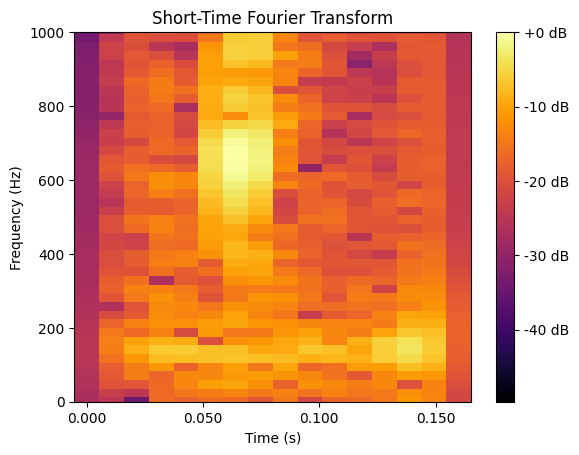 Short-Time Fourier Transform
1000
800
600
400
200
0
Frequency (Hz)
0.000
0.050
0.100
0.150
Time (s)
+0 dB
-10 dB
-20 dB
-30 dB
-40 dB